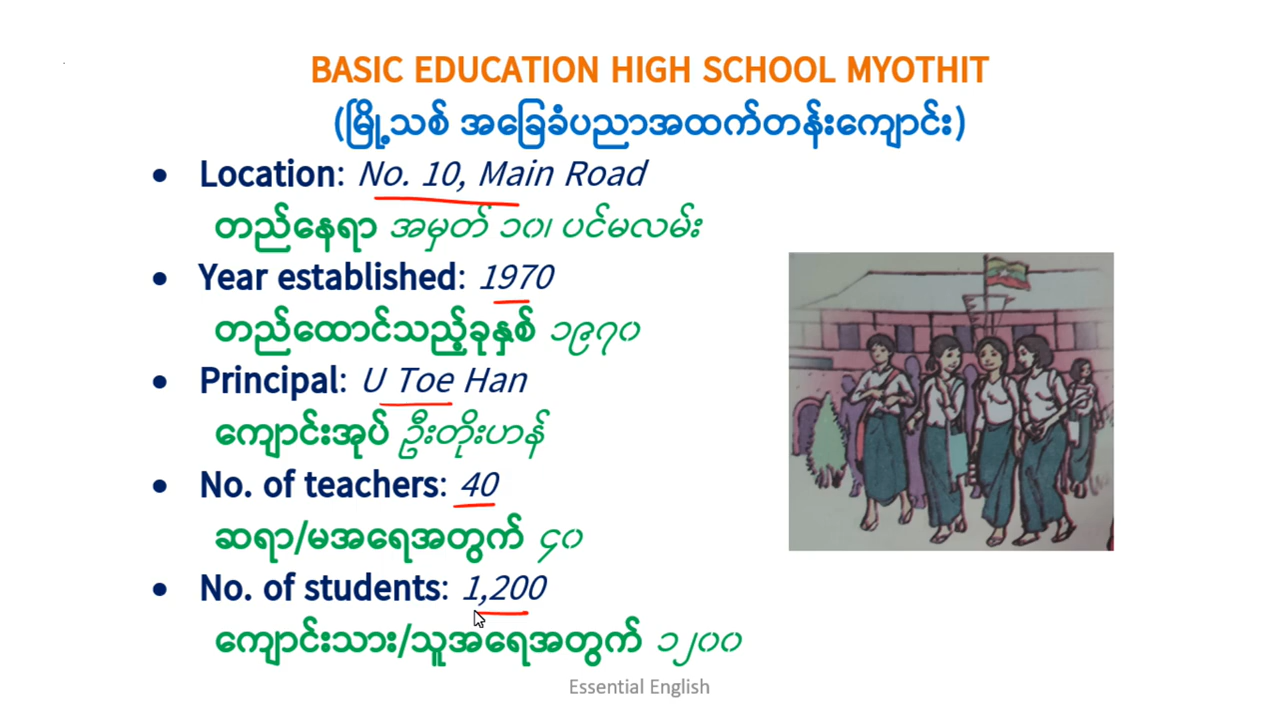 BASIC EDUCATION HIGH SCHOOL MYOTHIT
(မြို့သစ် အခြေခံပညာအထက်တန်းကျောင်း)
• Location: No. 10, Main Road
တည်နေရာ အမှတ် ၁၀၊ ပင်မလမ်း
• Year established: 1970
တည်ထောင်သည့်ခုနှစ် ၁၉၇၀
• Principal: U Toe Han
ကျောင်းအုပ် ဦးတိုးဟန်
• No. of teachers: 40
ဆရာ/မအရေအတွက် ၄၀
• No. of students: 1,200
ကျောင်းသား/သူအရေအတွက် ၁၂၀၀
Essential English